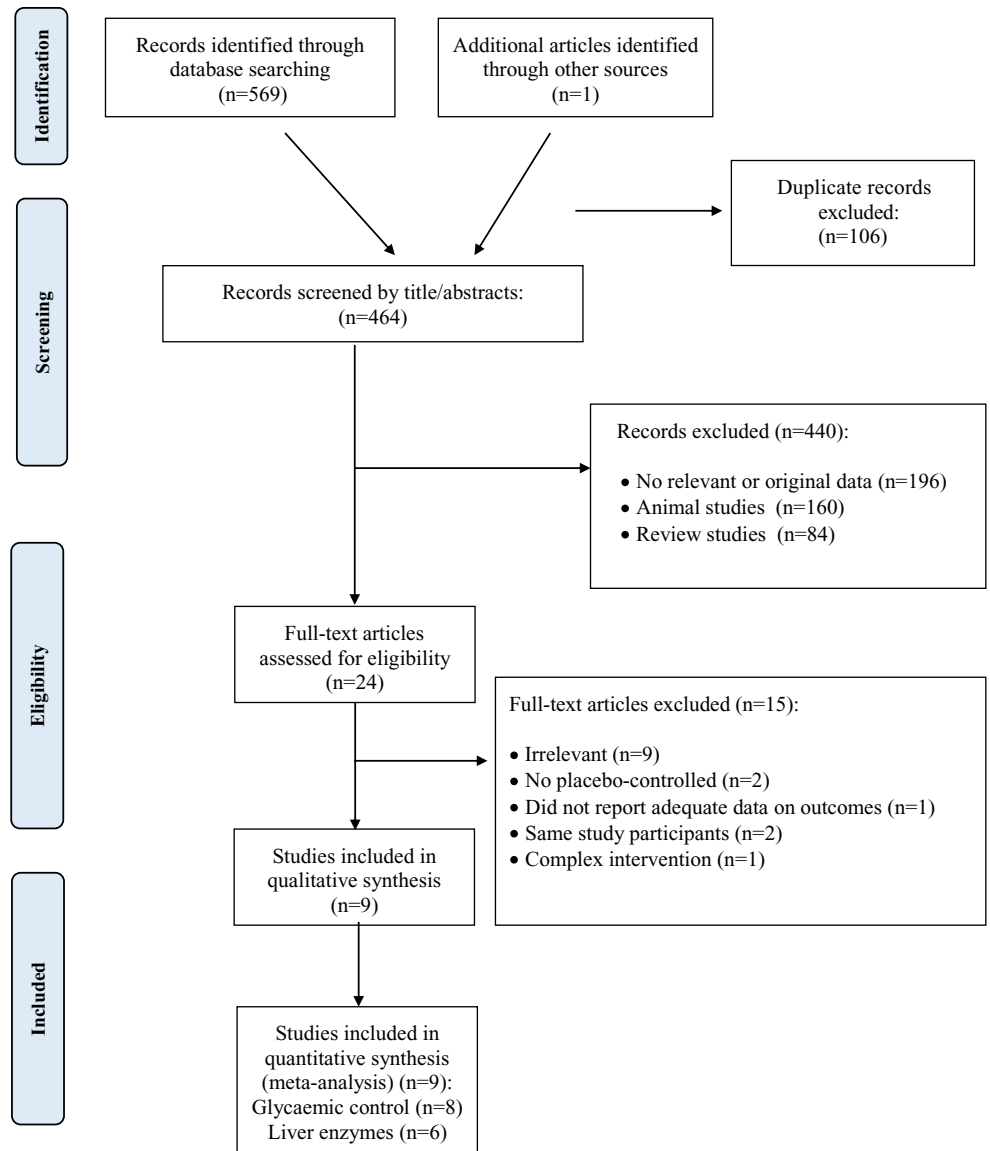 Identification
Records identified through
database searching
(n=569)
Additional articles identified
through other sources
(n=1)
Duplicate records
excluded:
(n=106)
Screening
Records screened by title/abstracts:
(n=464)
Records excluded (n=440):
• No relevant or original data (n=196)
• Animal studies (n=160)
• Review studies (n=84)
Eligibility
Full-text articles
assessed for eligibility
(n=24)
Full-text articles excluded (n=15):
• Irrelevant (n=9)
• No placebo-controlled (n=2)
• Did not report adequate data on outcomes (n=1)
• Same study participants (n=2)
• Complex intervention (n=1)
Studies included in
qualitative synthesis
(n=9)
Included
Studies included in
quantitative synthesis
(meta-analysis) (n=9):
Glycaemic control (n=8)
Liver enzymes (n=6)